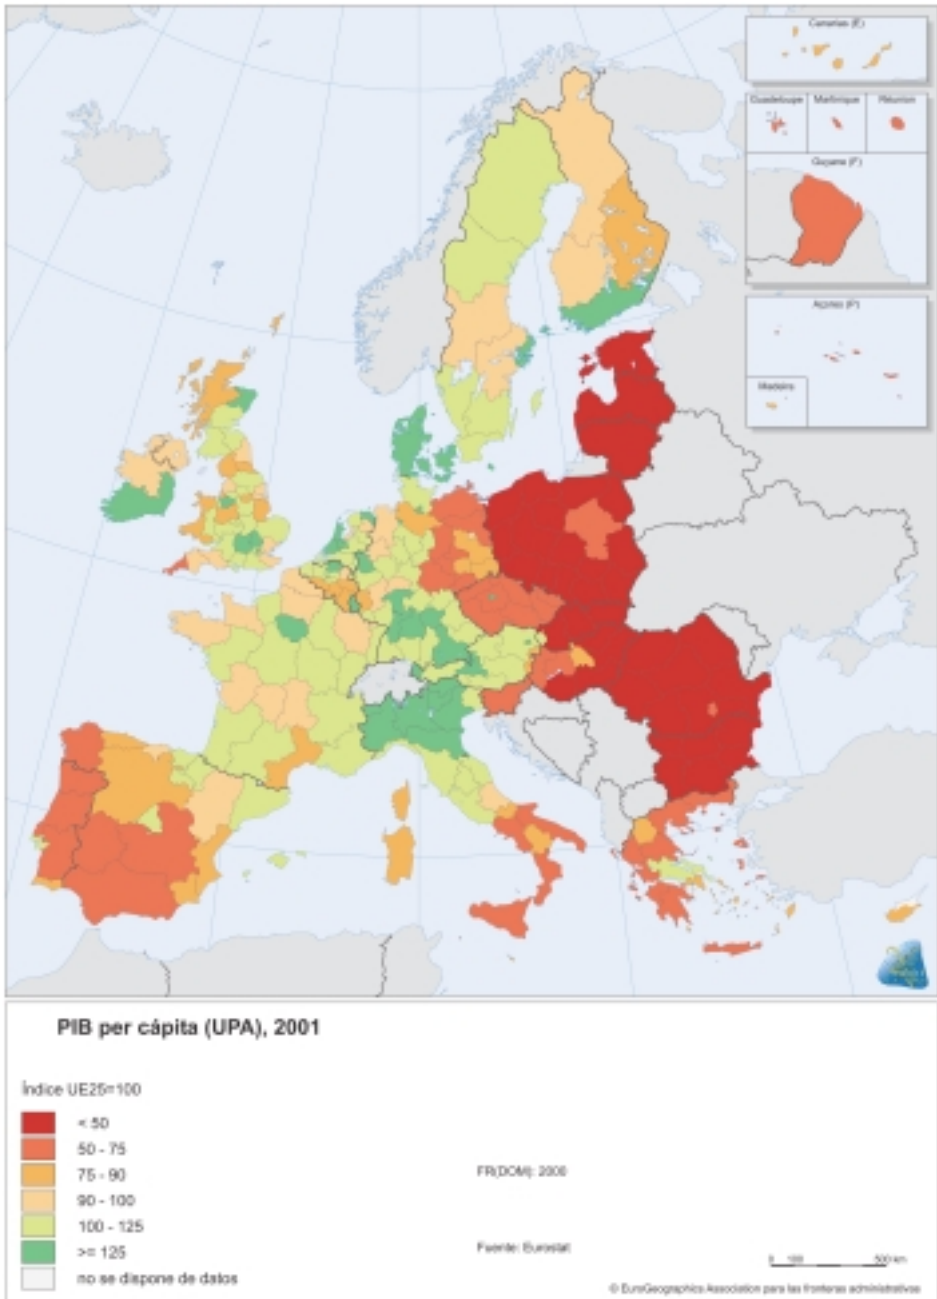 Canarias (E)
Guadeloupe Martinique Réunion
Guyane (F)
Açores (P)
Madeira
PIB per cápita (UPA), 2001
Índice UE25=100
< 50
50 - 75
75 - 90
90 - 100
100 - 125
>= 125
no se dispone de datos
FR(DOM): 2000
Fuente: Eurostat
0 100 500 km
© EuroGeographics Association para las fronteras administrativas